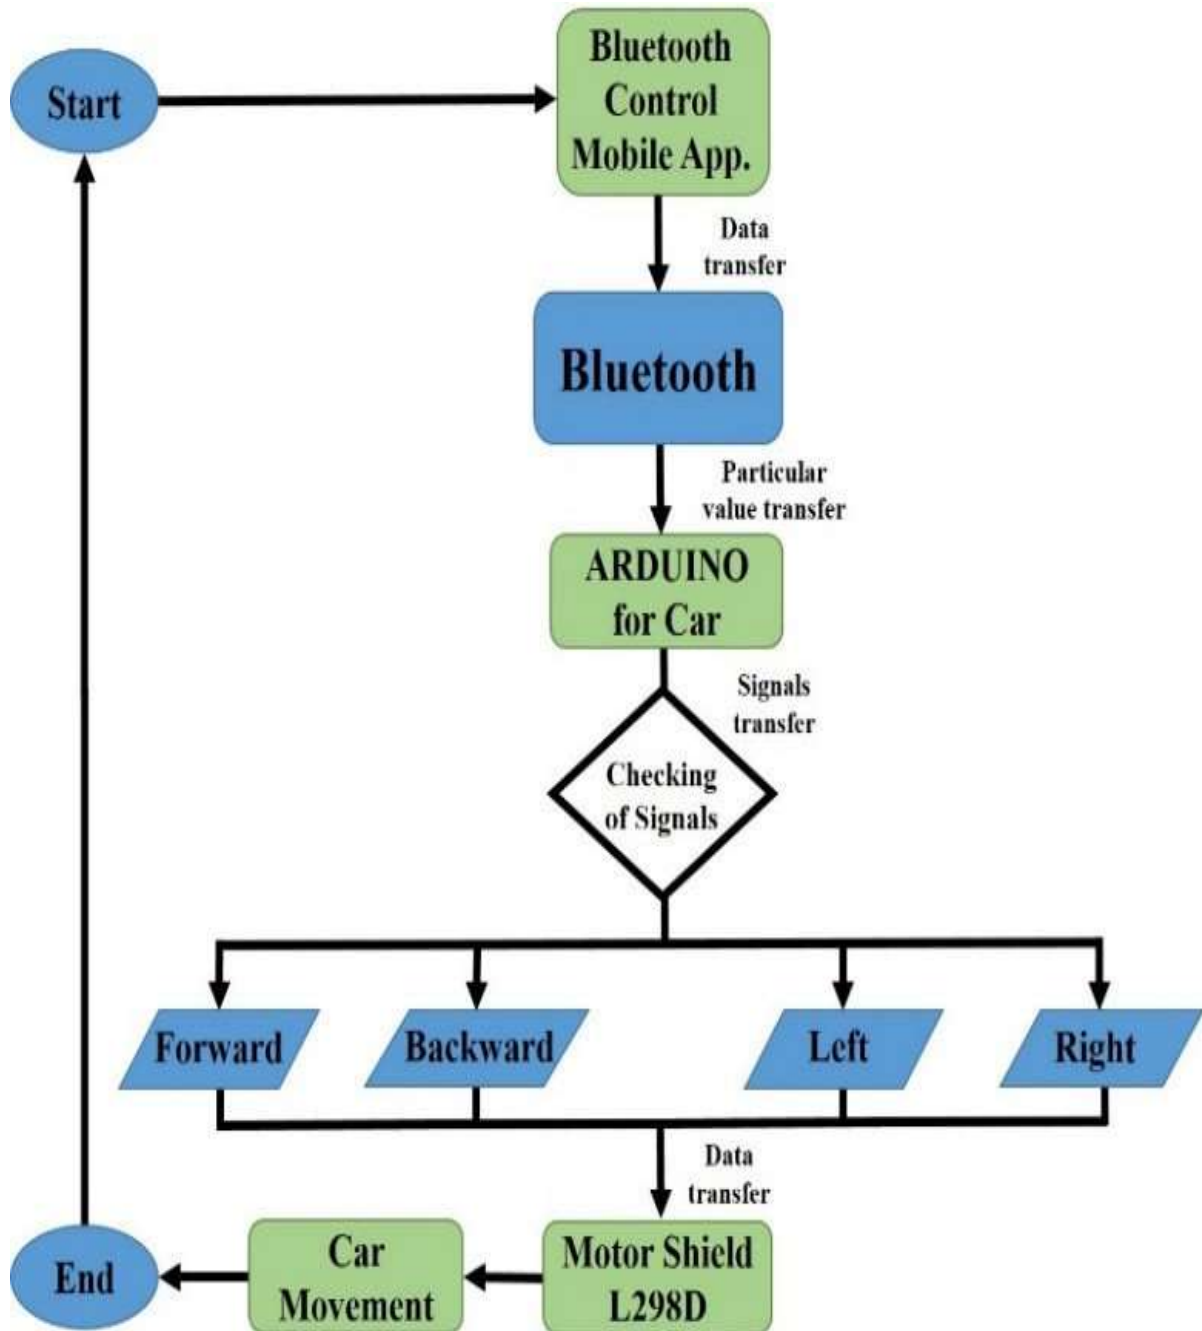 Start
Bluetooth
Control
Mobile App.
Data
transfer
Bluetooth
Particular
value transfer
ARDUINO
for Car
Signals
transfer
Checking
of Signals
Forward
Backward
Left
Right
Data
transfer
Motor Shield
L298D
Car
Movement
End